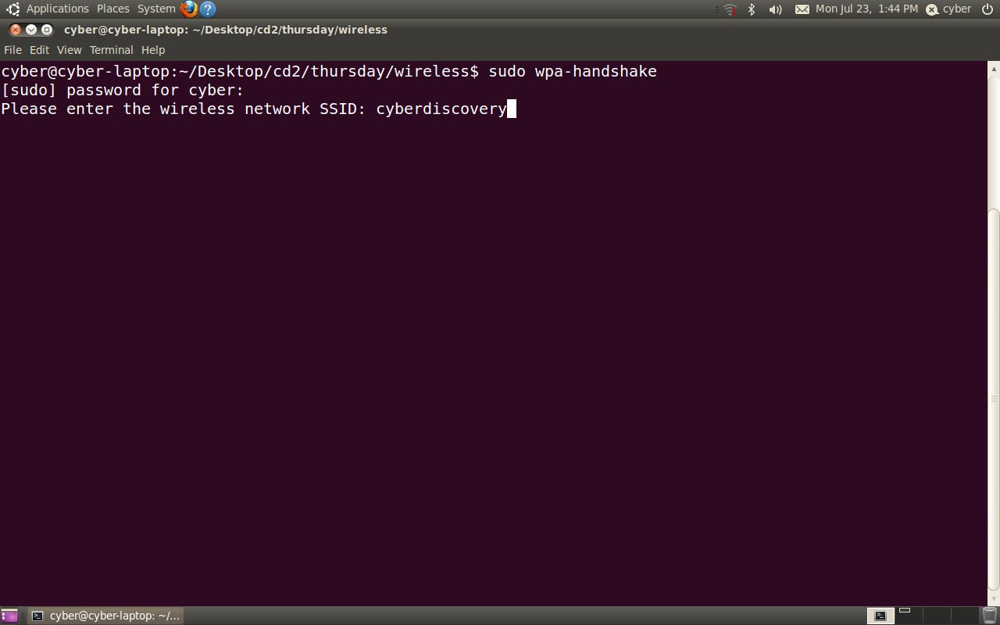 Applications Places System Mon Jul 23, 1:44 PM cyber
cyber@cyber-laptop: ~/Desktop/cd2/thursday/wireless
File Edit View Terminal Help
cyber@cyber-laptop:~/Desktop/cd2/thursday/wireless$ sudo wpa-handshake
[sudo] password for cyber:
Please enter the wireless network SSID: cyberdiscovery
cyber@cyber-laptop: ~/...